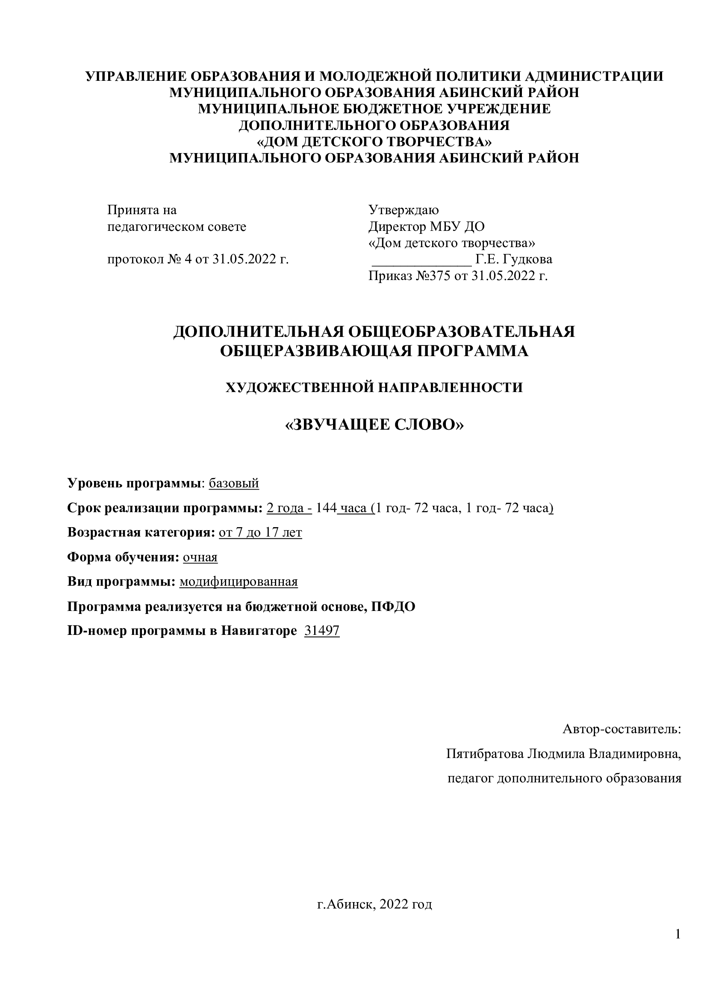 УПРАВЛЕНИЕ ОБРАЗОВАНИЯ И МОЛОДЕЖНОЙ ПОЛИТИКИ АДМИНИСТРАЦИИ
МУНИЦИПАЛЬНОГО ОБРАЗОВАНИЯ АБИНСКИЙ РАЙОН
МУНИЦИПАЛЬНОЕ БЮДЖЕТНОЕ УЧРЕЖДЕНИЕ
ДОПОЛНИТЕЛЬНОГО ОБРАЗОВАНИЯ
«ДОМ ДЕТСКОГО ТВОРЧЕСТВА»
МУНИЦИПАЛЬНОГО ОБРАЗОВАНИЯ АБИНСКИЙ РАЙОН
Принята на
педагогическом совете
протокол № 4 от 31.05.2022 г.
Утверждаю
Директор МБУ ДО
«Дом детского творчества»
______________ Г.Е. Гудкова
Приказ №375 от 31.05.2022 г.
ДОПОЛНИТЕЛЬНАЯ ОБЩЕОБРАЗОВАТЕЛЬНАЯ
ОБЩЕРАЗВИВАЮЩАЯ ПРОГРАММА
ХУДОЖЕСТВЕННОЙ НАПРАВЛЕННОСТИ
«ЗВУЧАЩЕЕ СЛОВО»
Уровень программы: базовый
Срок реализации программы: 2 года - 144 часа (1 год- 72 часа, 1 год- 72 часа)
Возрастная категория: от 7 до 17 лет
Форма обучения: очная
Вид программы: модифицированная
Программа реализуется на бюджетной основе, ПФДО
ID-номер программы в Навигаторе 31497
Автор-составитель:
Пятибратова Людмила Владимировна,
педагог дополнительного образования
г.Абинск, 2022 год
1